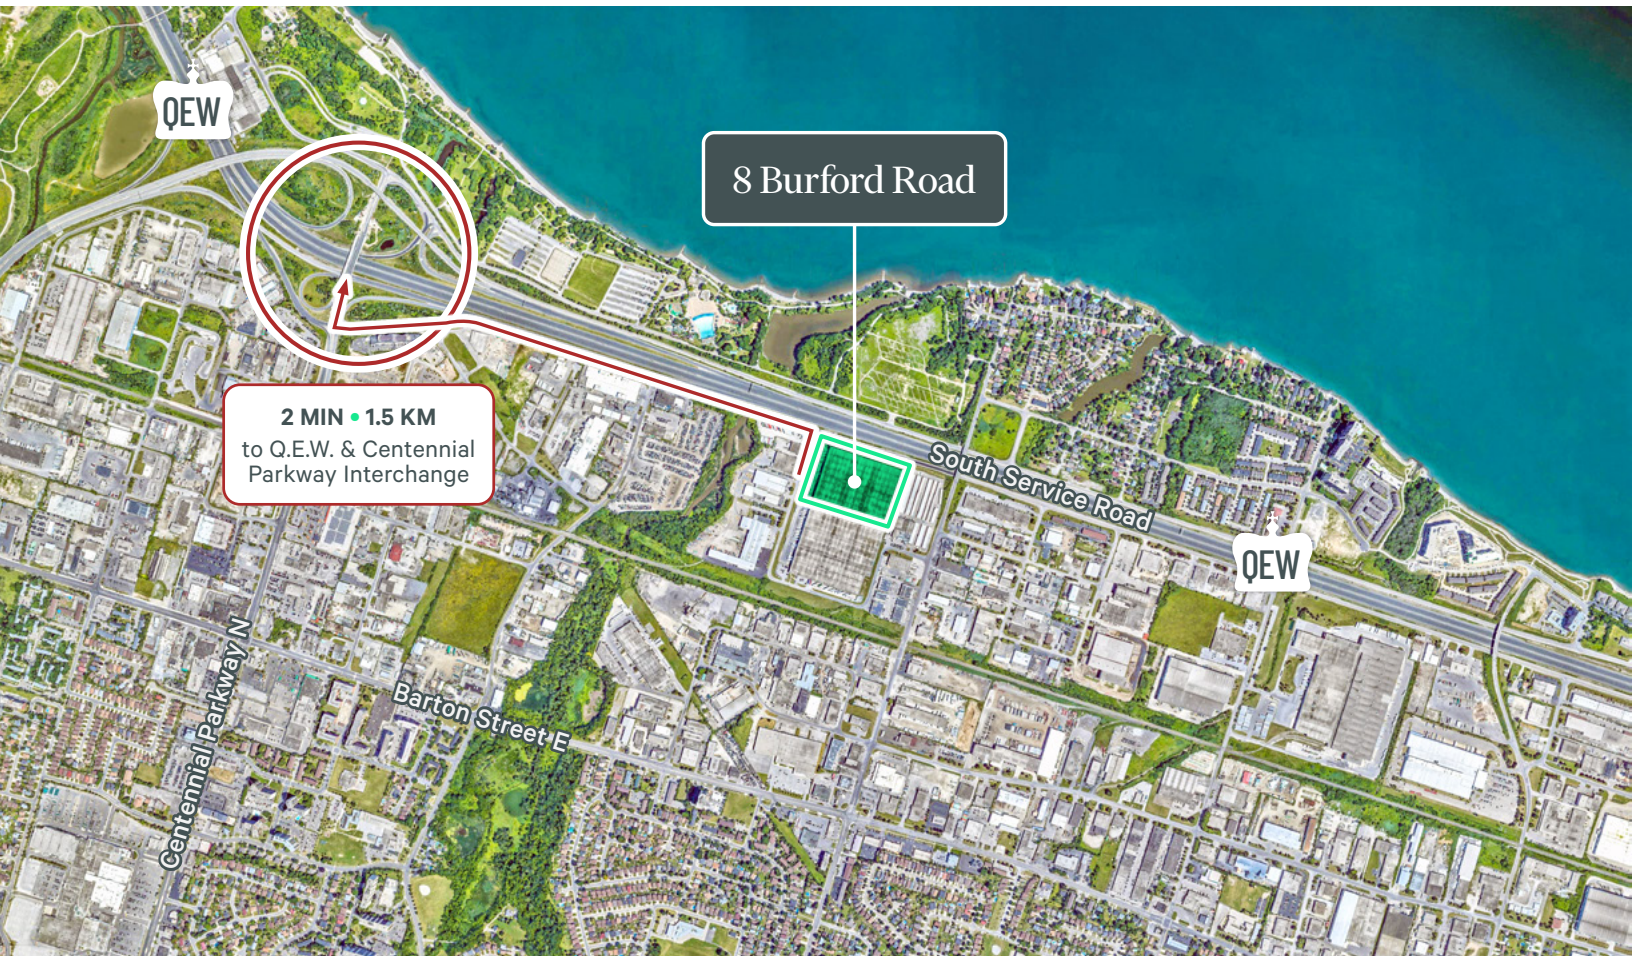 QEW
8 Burford Road
2 MIN • 1.5 KM
to Q.E.W. & Centennial
Parkway Interchange
South Service Road
QEW
Centennial Parkway N
Barton Street E